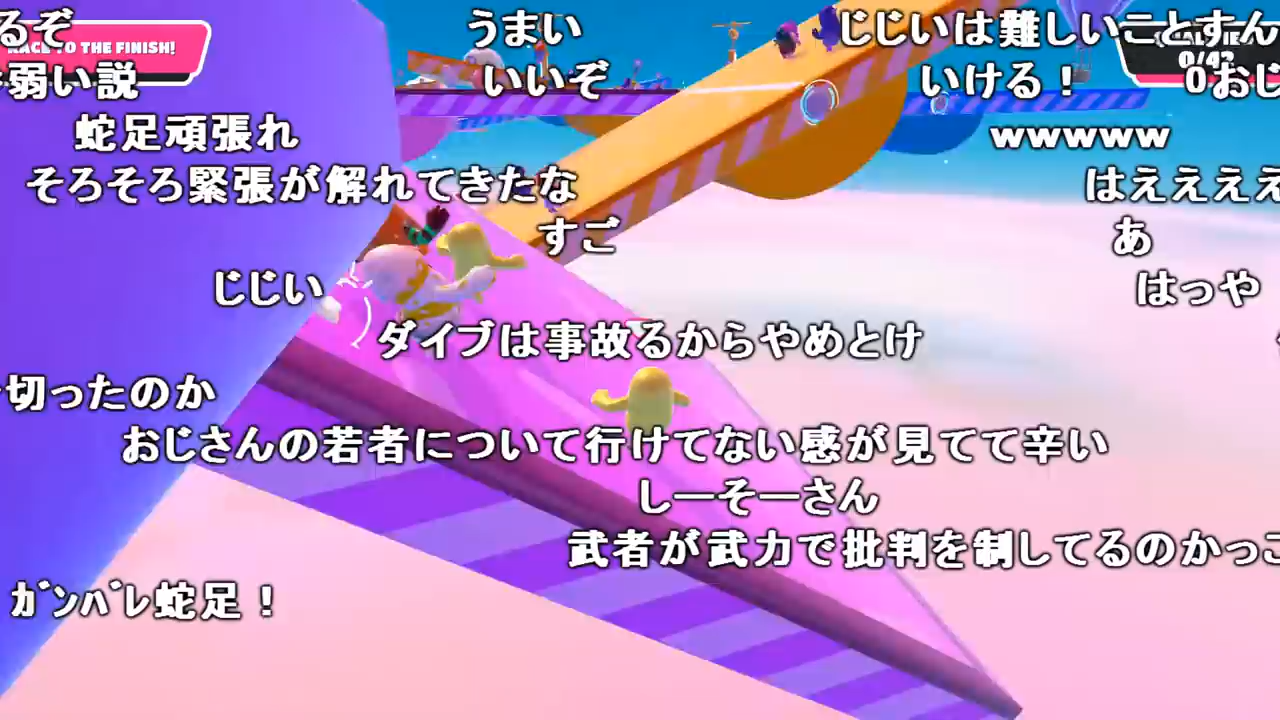 るぞ
うまい
じじいは難しいことすん
RACE TO THE FINISH!
0/42
弱い説
いいぞ
いける！
0おじ
蛇足頑張れ
wwwww
そろそろ緊張が解れてきたな
はええええ
すご
あ
じじい
はっや
ダイブは事故るからやめとけ
切ったのか
おじさんの若者について行けてない感が見てて辛い
しーそーさん
武者が武力で批判を制してるのかっこ
ｶﾞﾝﾊﾞﾚ蛇足！